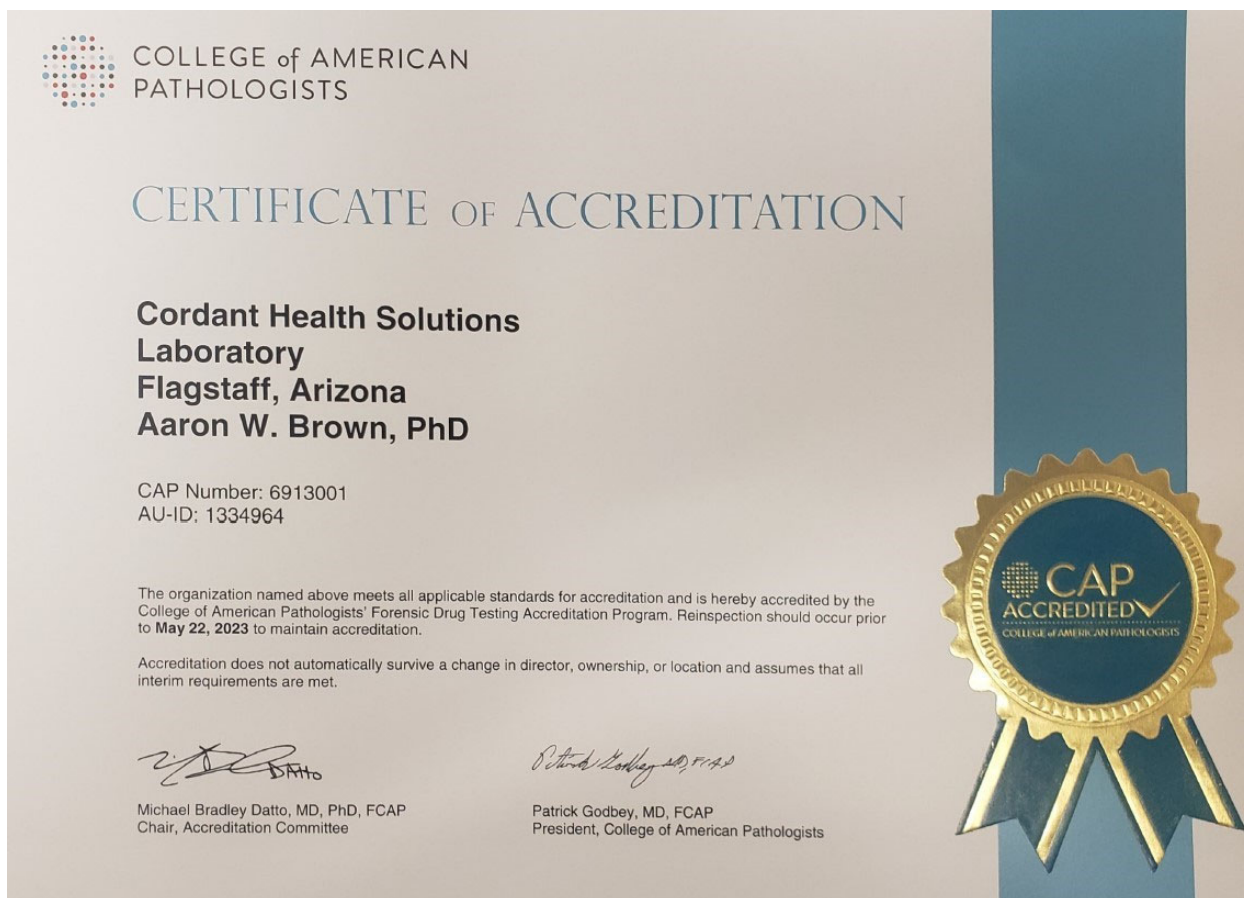 COLLEGE of AMERICAN
PATHOLOGISTS
CERTIFICATE OF ACCREDITATION
Cordant Health Solutions
Laboratory
Flagstaff, Arizona
Aaron W. Brown, PhD
CAP Number: 6913001
AU-ID: 1334964
The organization named above meets all applicable standards for accreditation and is hereby accredited by the
College of American Pathologists' Forensic Drug Testing Accreditation Program. Reinspection should occur prior
to May 22, 2023 to maintain accreditation.
Accreditation does not automatically survive a change in director, ownership, or location and assumes that all
interim requirements are met.
CAP
ACCREDITED
COLLEGE of AMERICAN PATHOLOGISTS
DATTO
Patrick Godbey MD, FCAP
Michael Bradley Datto, MD, PhD, FCAP
Chair, Accreditation Committee
Patrick Godbey, MD, FCAP
President, College of American Pathologists